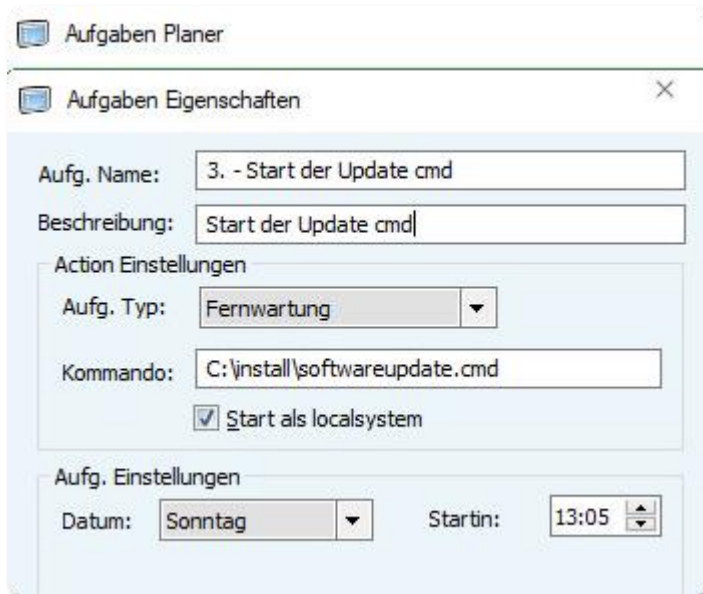 Aufgaben Planer
Aufgaben Eigenschaften
Aufg. Name: 3. - Start der Update cmd
Beschreibung: Start der Update cmd
Action Einstellungen
Aufg. Typ: Fernwartung
Kommando: C:\install\softwareupdate.cmd
Start als localsystem
Aufg. Einstellungen
Datum: Sonntag Startin: 13:05